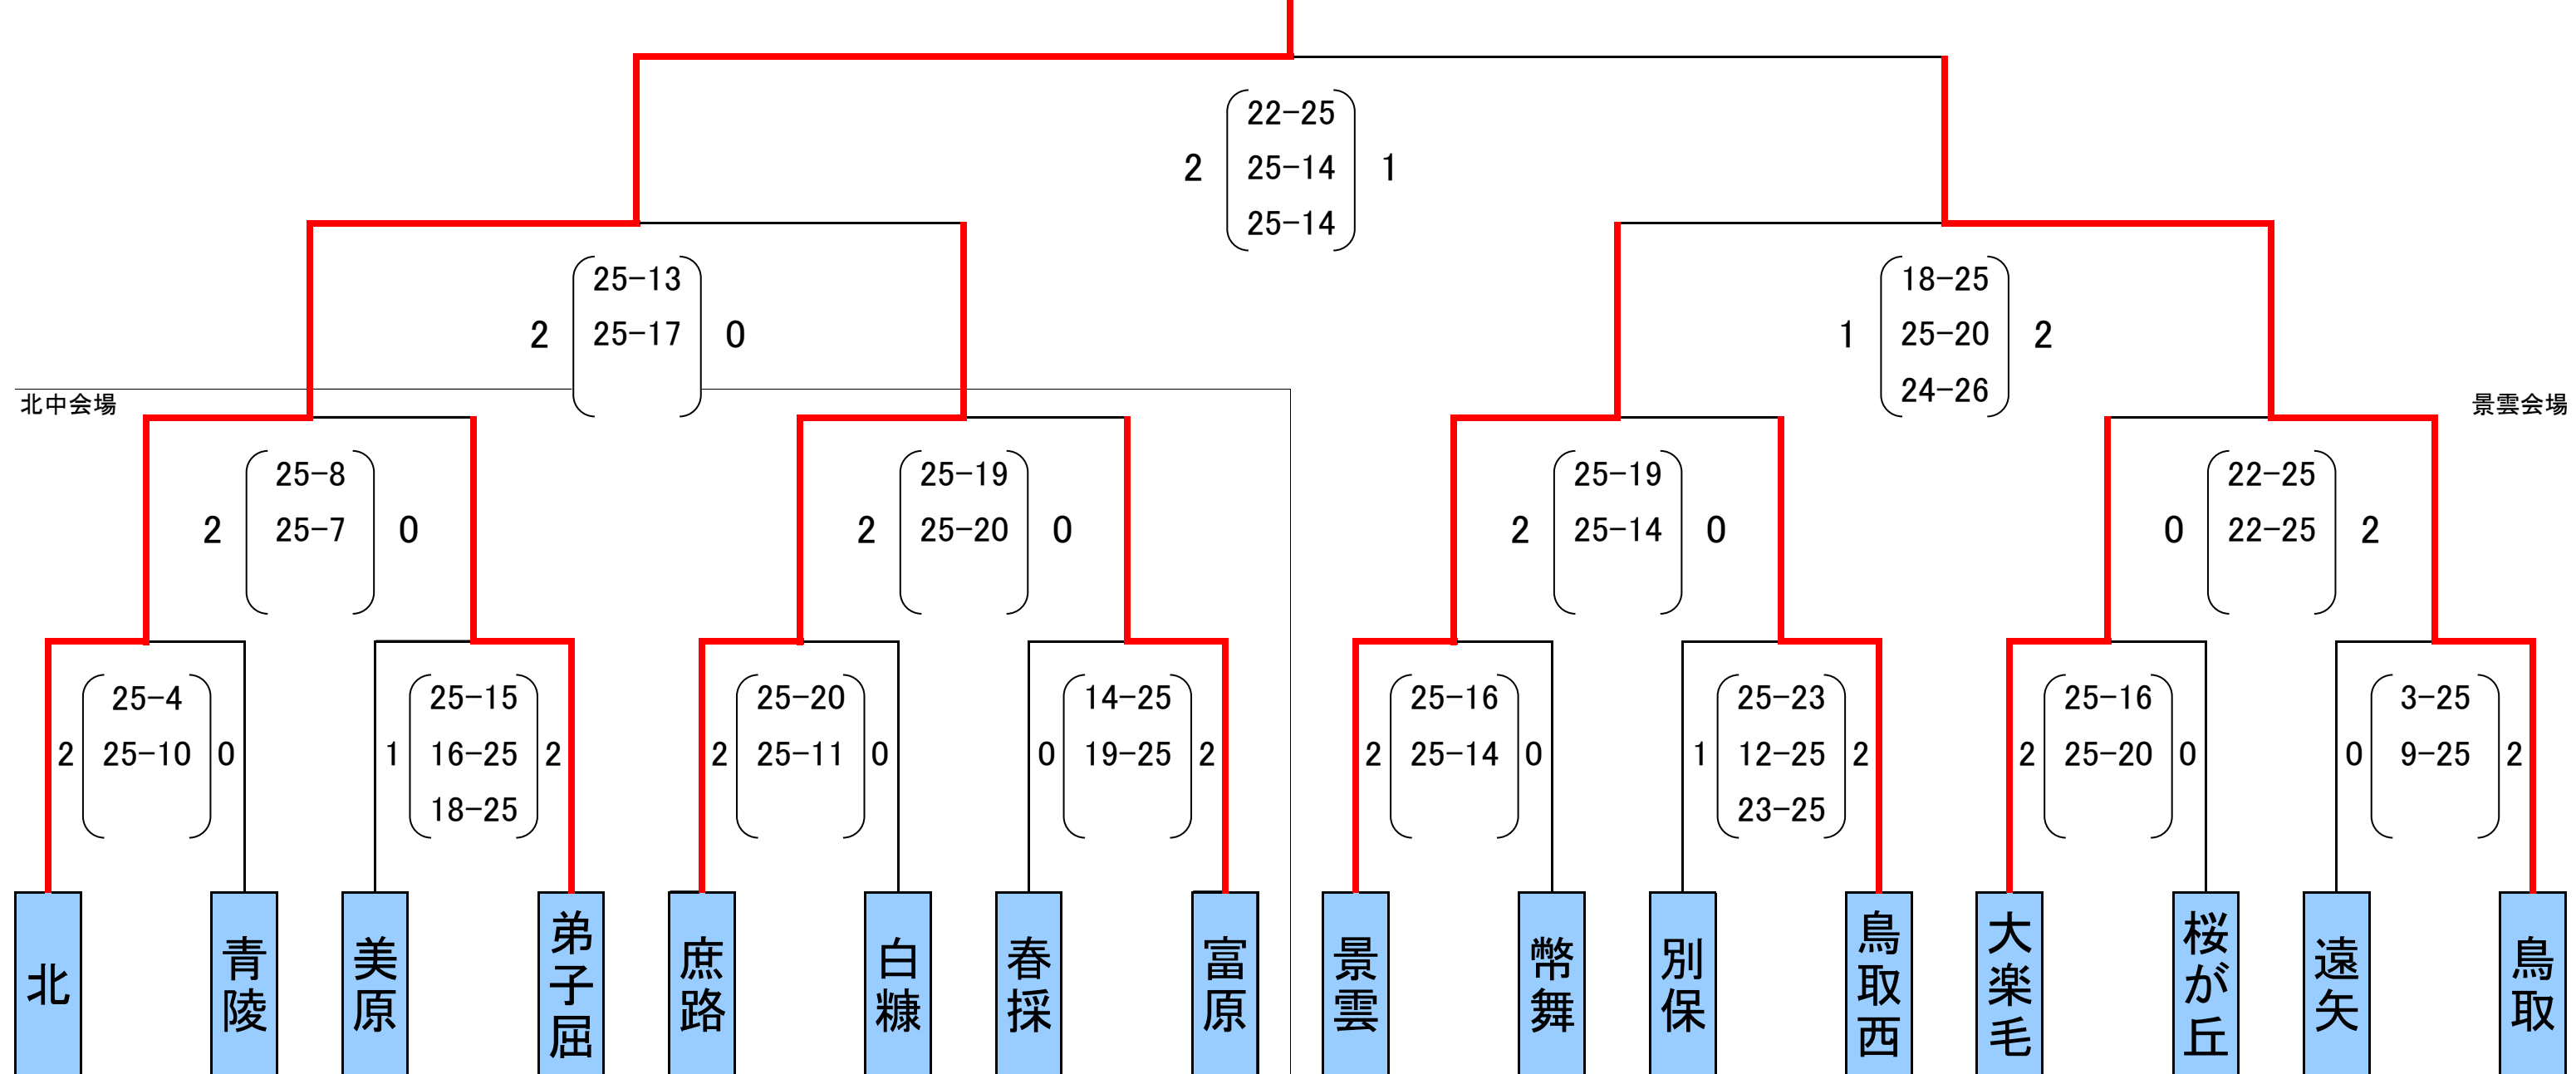 22-25
2 25-14 1
25-14
25-13
2 25-17 0
18-25
1 25-20 2
24-26
北中会場
景雲会場
25-8
2 25-7 0
25-19
2 25-20 0
25-19
2 25-14 0
22-25
0 22-25 2
25-4
2 25-10 0
25-15
1 16-25 2
18-25
25-20
2 25-11 0
14-25
0 19-25 2
25-16
2 25-14 0
25-23
1 12-25 2
23-25
25-16
2 25-20 0
3-25
0 9-25 2
北
青陵
美原
弟子屈
庶路
白糠
春採
富原
景雲
幣舞
別保
鳥取西
大楽毛
桜が丘
遠矢
鳥取